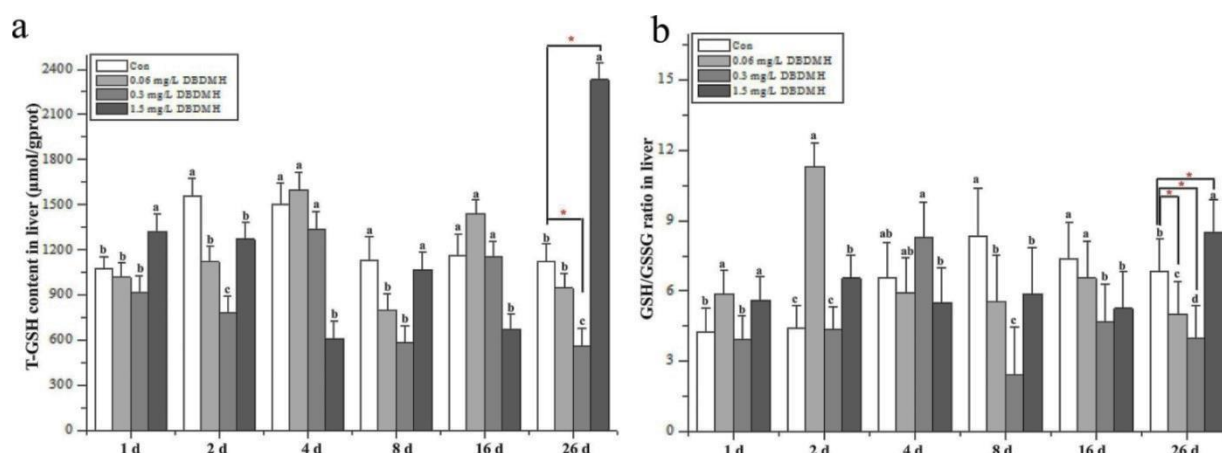 a
T-GSH content in liver (μmol/gprot)
2400
2100
1800
1500
1200
900
600
300
0
Con
0.06 mg/L DBDMH
0.3 mg/L DBDMH
1.5 mg/L DBDMH
b b b a
a b c b
a a a b
a b b a
a a a b
b b c a
* *
1 d 2 d 4 d 8 d 16 d 26 d
b
GSH/GSSG ratio in liver
15
12
9
6
3
0
Con
0.06 mg/L DBDMH
0.3 mg/L DBDMH
1.5 mg/L DBDMH
b a b a
c a c b
ab ab a b
a b c b
a a b b
b c d a
* * *
1 d 2 d 4 d 8 d 16 d 26 d